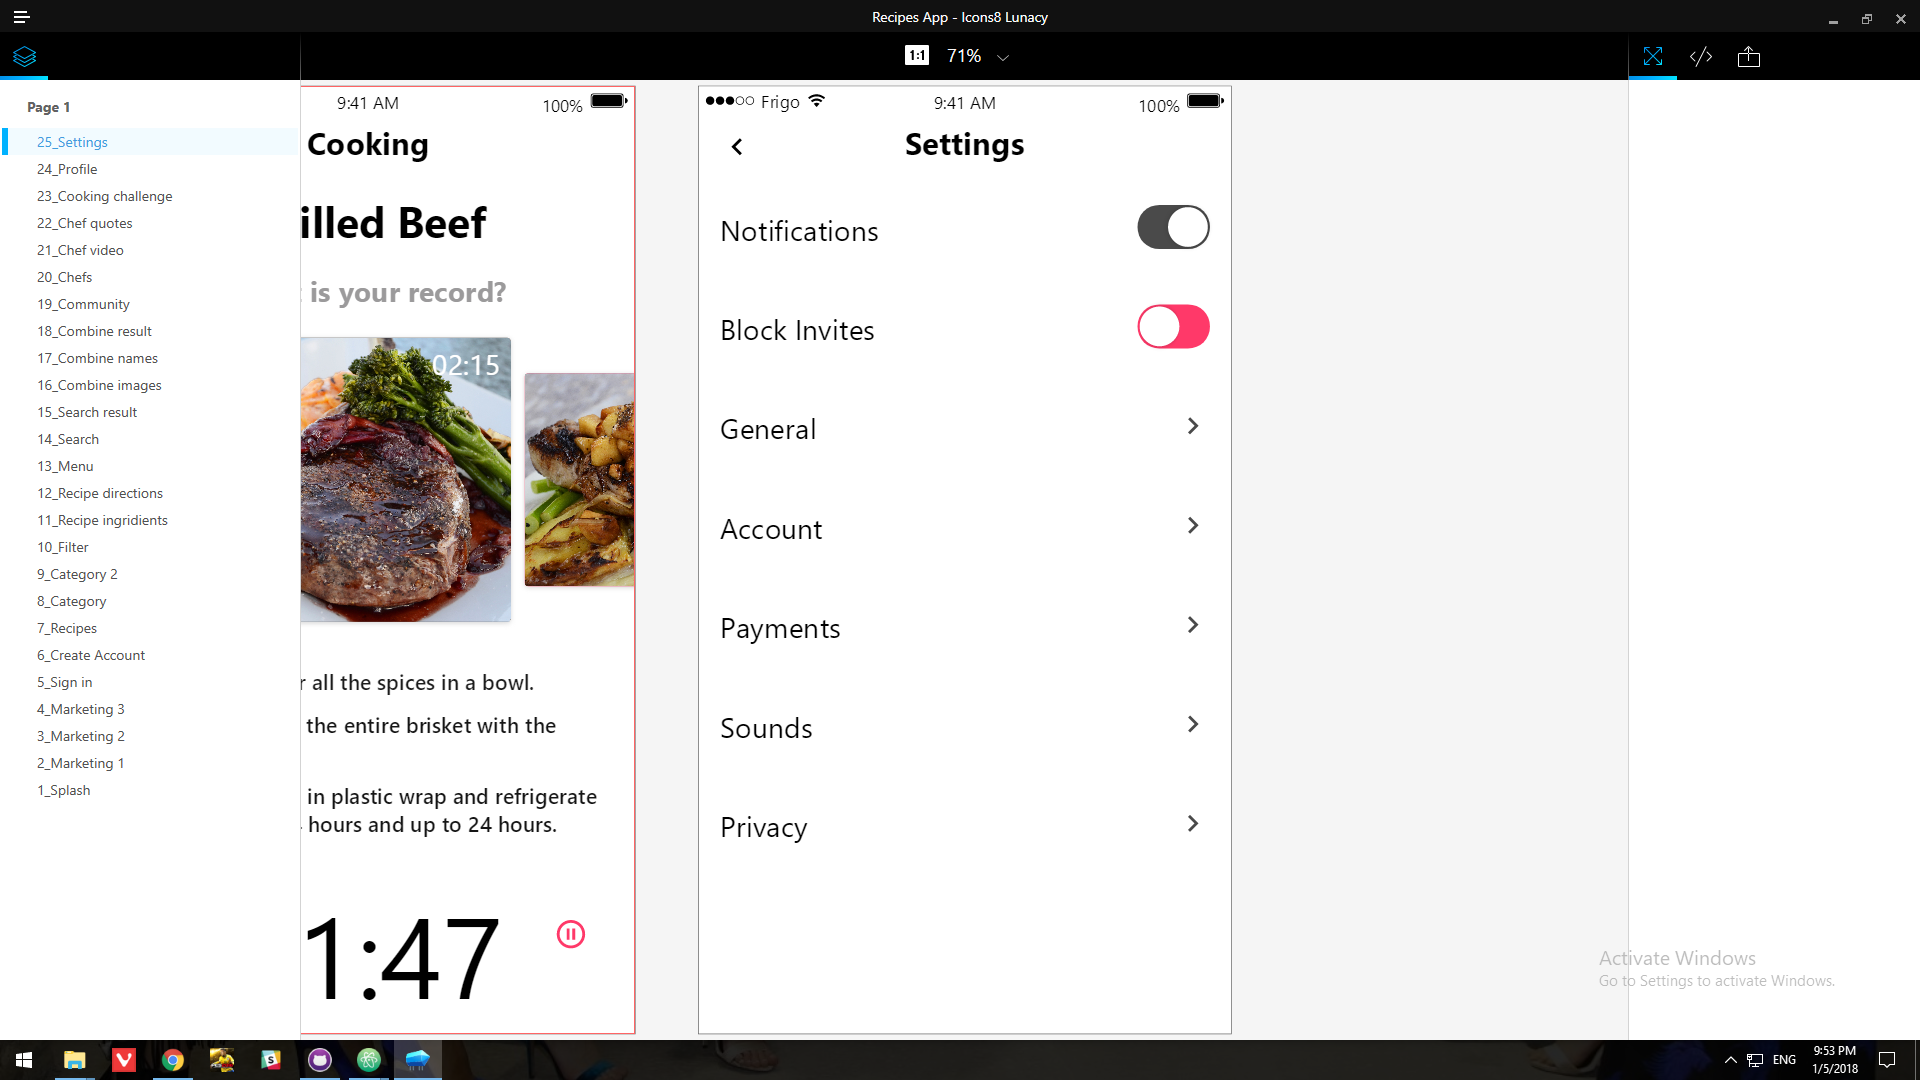 Recipes App - Icons8 Lunacy
1:1 71%
Page 1
25_Settings
24_Profile
23_Cooking challenge
22_Chef quotes
21_Chef video
20_Chefs
19_Community
18_Combine result
17_Combine names
16_Combine images
15_Search result
14_Search
13_Menu
12_Recipe directions
11_Recipe ingridients
10_Filter
9_Category 2
8_Category
7_Recipes
6_Create Account
5_Sign in
4_Marketing 3
3_Marketing 2
2_Marketing 1
1_Splash
9:41 AM 100%
Cooking
illed Beef
is your record?
02:15
all the spices in a bowl.
the entire brisket with the
in plastic wrap and refrigerate
hours and up to 24 hours.
1:47
Frigo 9:41 AM 100%
Settings
Notifications
Block Invites
General
Account
Payments
Sounds
Privacy
Activate Windows
Go to Settings to activate Windows.
ENG
9:53 PM
1/5/2018